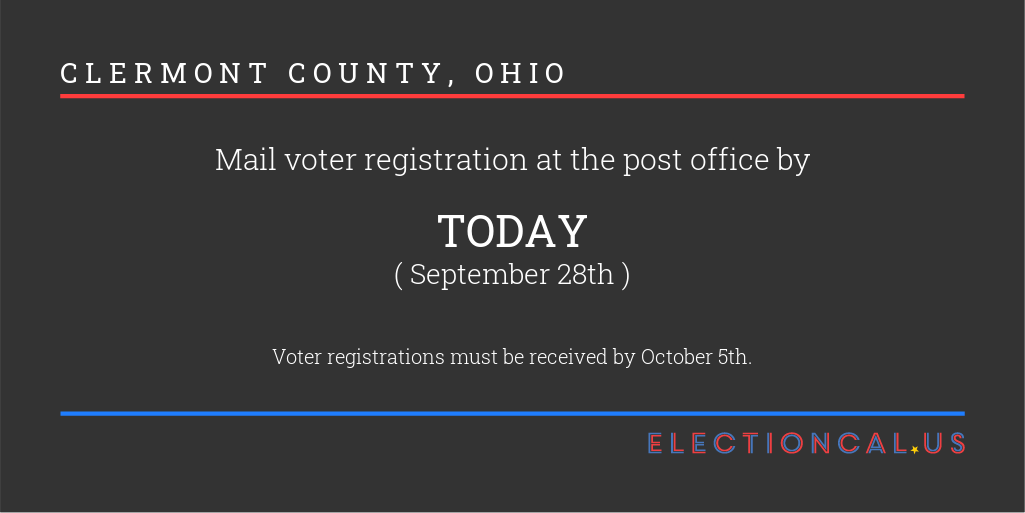 CLERMONT COUNTY, OHIO
Mail voter registration at the post office by
TODAY
( September 28th )
Voter registrations must be received by October 5th.
ELECTIONCAL.US